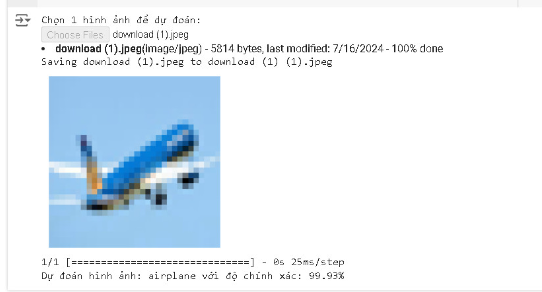 Chọn 1 hình ảnh để dự đoán:
Choose Files download (1).jpeg
• download (1).jpeg(image/jpeg) - 5814 bytes, last modified: 7/16/2024 - 100% done
Saving download (1).jpeg to download (1) (1).jpeg
1/1 [==============================] - 0s 25ms/step
Dự đoán hình ảnh: airplane với độ chính xác: 99.93%